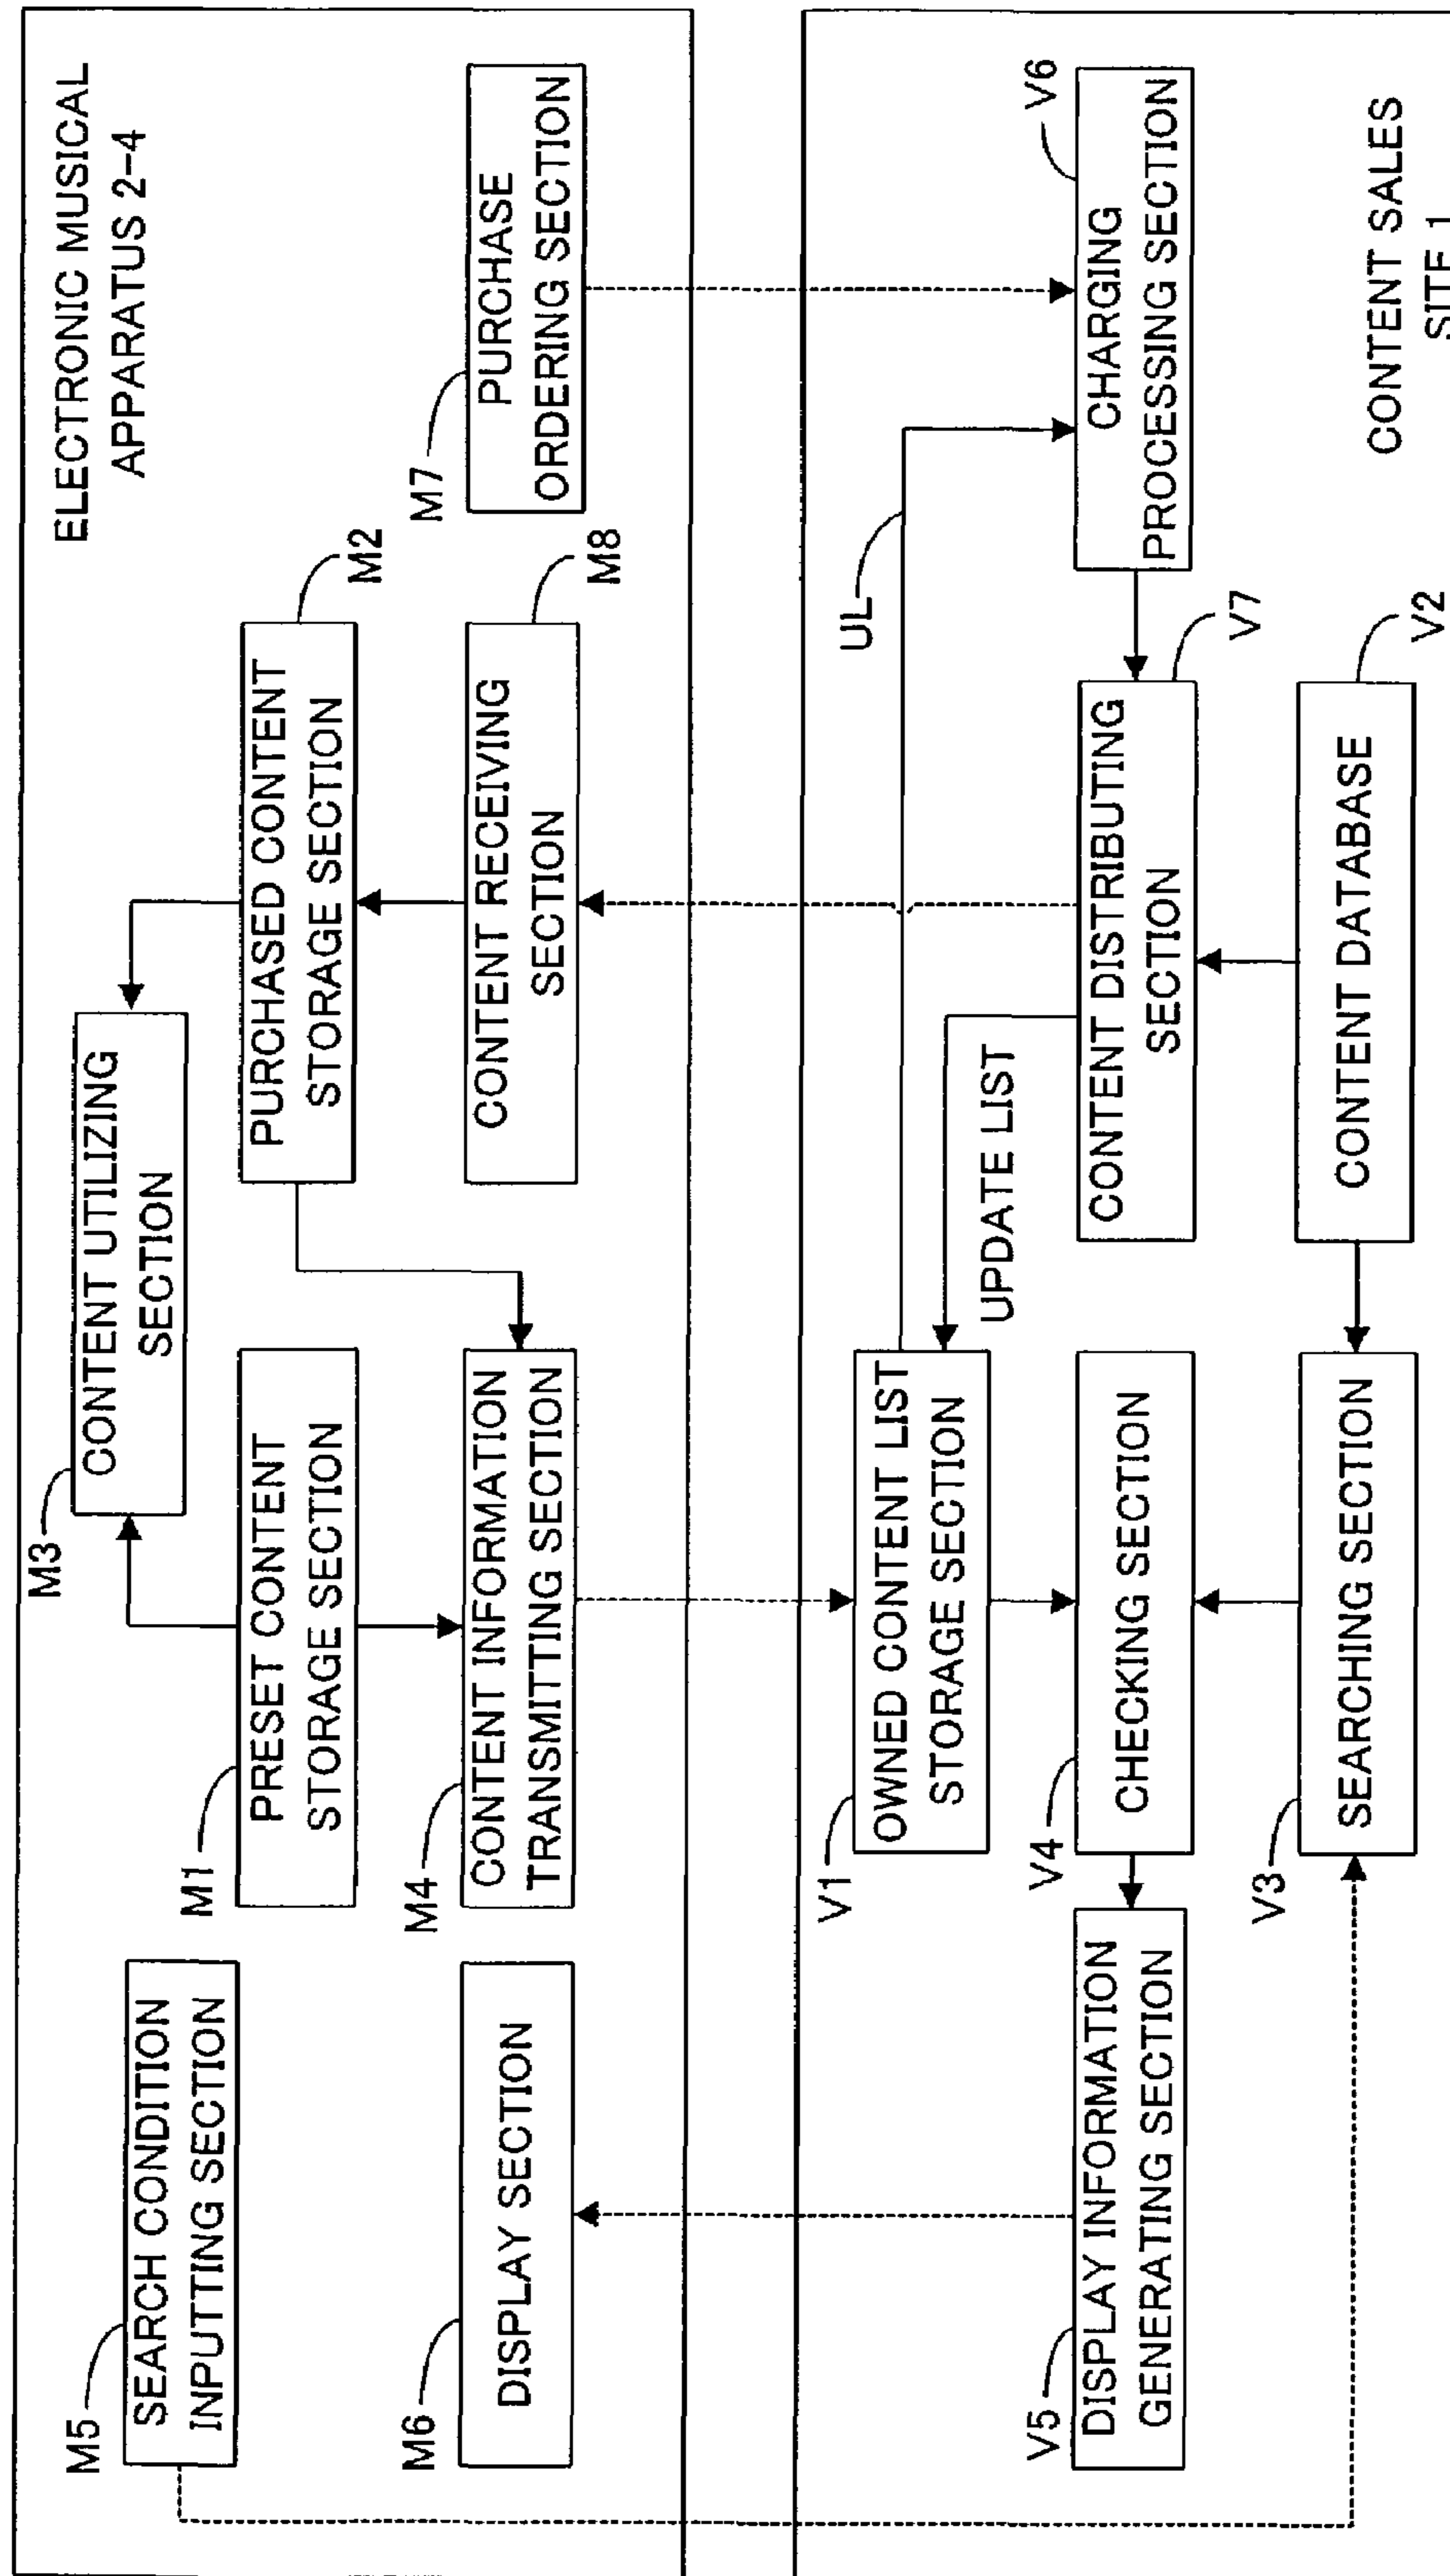 ELECTRONIC MUSICAL
APPARATUS 2-4
M3
CONTENT UTILIZING
SECTION
M5
SEARCH CONDITION
INPUTTING SECTION
M1
PRESET CONTENT
STORAGE SECTION
PURCHASED CONTENT
STORAGE SECTION
M2
M6
DISPLAY SECTION
M4
CONTENT INFORMATION
TRANSMITTING SECTION
CONTENT RECEIVING
SECTION
M8
M7
PURCHASE
ORDERING SECTION
V1
OWNED CONTENT LIST
STORAGE SECTION
UPDATE LIST
UL
V5
DISPLAY INFORMATION
GENERATING SECTION
V4
CHECKING SECTION
CONTENT DISTRIBUTING
SECTION
V7
CHARGING
PROCESSING SECTION
V6
V3
SEARCHING SECTION
CONTENT DATABASE
V2
CONTENT SALES
SITE 1